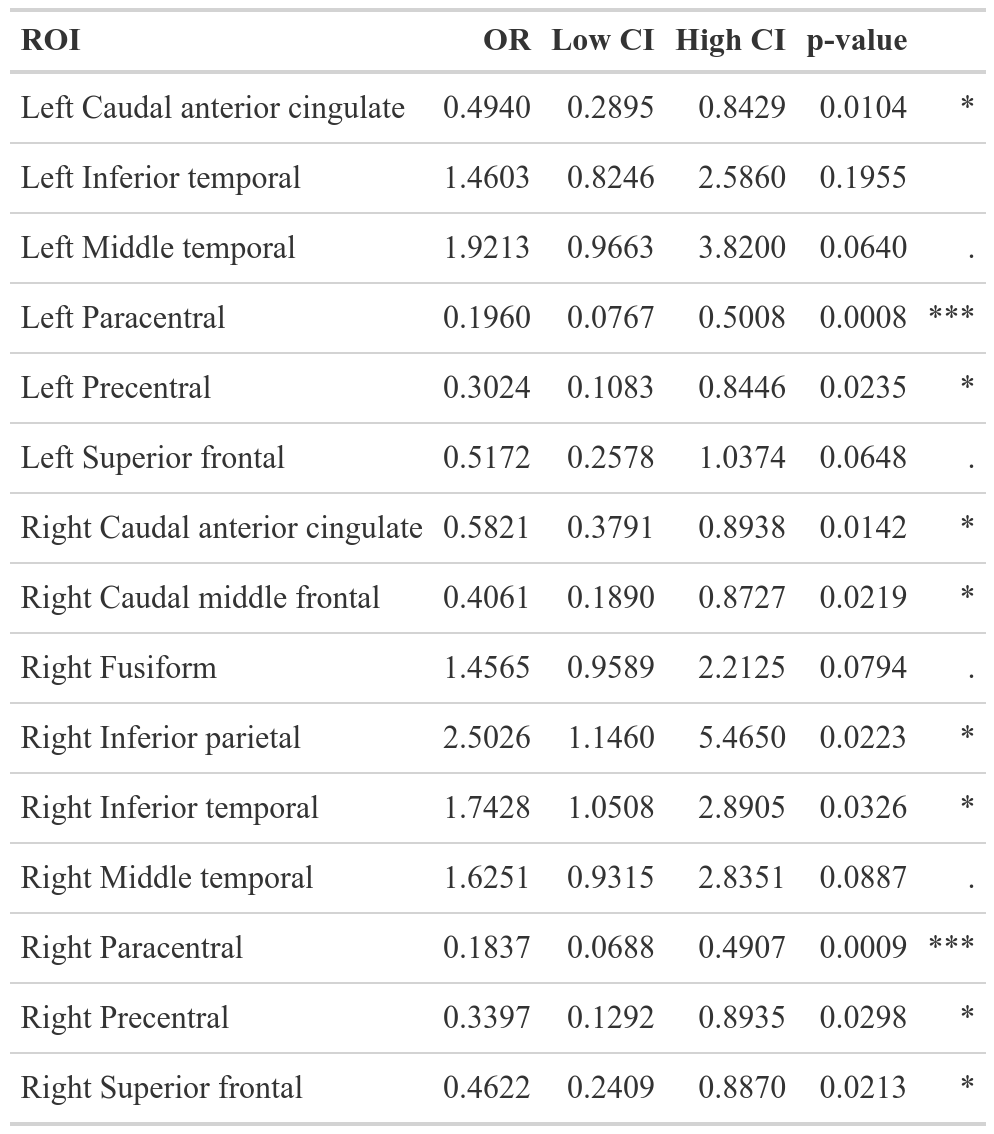 ROI OR Low CI High CI p-value
Left Caudal anterior cingulate 0.4940 0.2895 0.8429 0.0104 *
Left Inferior temporal 1.4603 0.8246 2.5860 0.1955
Left Middle temporal 1.9213 0.9663 3.8200 0.0640 .
Left Paracentral 0.1960 0.0767 0.5008 0.0008 ***
Left Precentral 0.3024 0.1083 0.8446 0.0235 *
Left Superior frontal 0.5172 0.2578 1.0374 0.0648 .
Right Caudal anterior cingulate 0.5821 0.3791 0.8938 0.0142 *
Right Caudal middle frontal 0.4061 0.1890 0.8727 0.0219 *
Right Fusiform 1.4565 0.9589 2.2125 0.0794 .
Right Inferior parietal 2.5026 1.1460 5.4650 0.0223 *
Right Inferior temporal 1.7428 1.0508 2.8905 0.0326 *
Right Middle temporal 1.6251 0.9315 2.8351 0.0887 .
Right Paracentral 0.1837 0.0688 0.4907 0.0009 ***
Right Precentral 0.3397 0.1292 0.8935 0.0298 *
Right Superior frontal 0.4622 0.2409 0.8870 0.0213 *